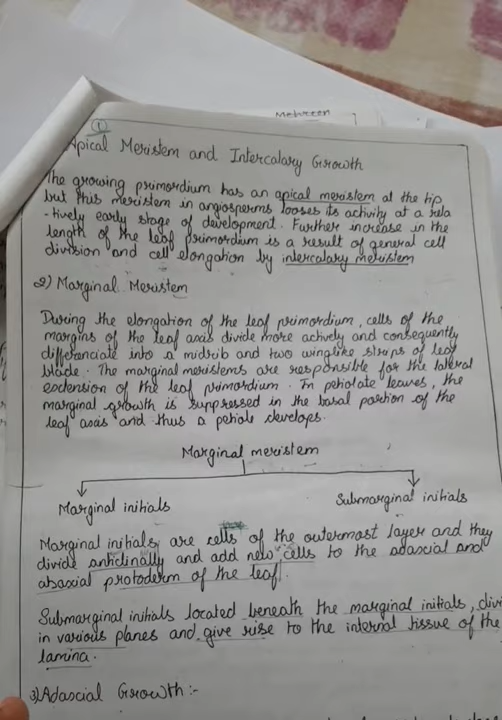 Mehreen
1
Apical Meristem and Intercalary Growth
The growing primordium has an apical meristem at the tip
but this meristem in angiosperms looses its activity at a rela
-tively early stage of development. Further increase in the
length of the leaf primordium is a result of general cell
division and cell elongation by intercalary meristem
2) Marginal Meristem
During the elongation of the leaf primordium, cells of the
margins of the leaf axis divide more actively and consequently
differenciate into a midrib and two winglike strips of leaf
blade. The marginal meristems are responsible for the lateral
extension of the leaf primordium. In petiolate leaves, the
marginal growth is suppressed in the basal portion of the
leaf axis and thus a petiole develops.
Marginal meristem
Marginal initials
Submarginal initials
Marginal initials are cells of the outermost layer and they
divide anticlinally and add new cells to the adaxial and
abaxial protoderm of the leaf.
Submarginal initials located beneath the marginal initials, divi
in various planes and give rise to the internal tissue of the
lamina.
3) Adaxial Growth :-